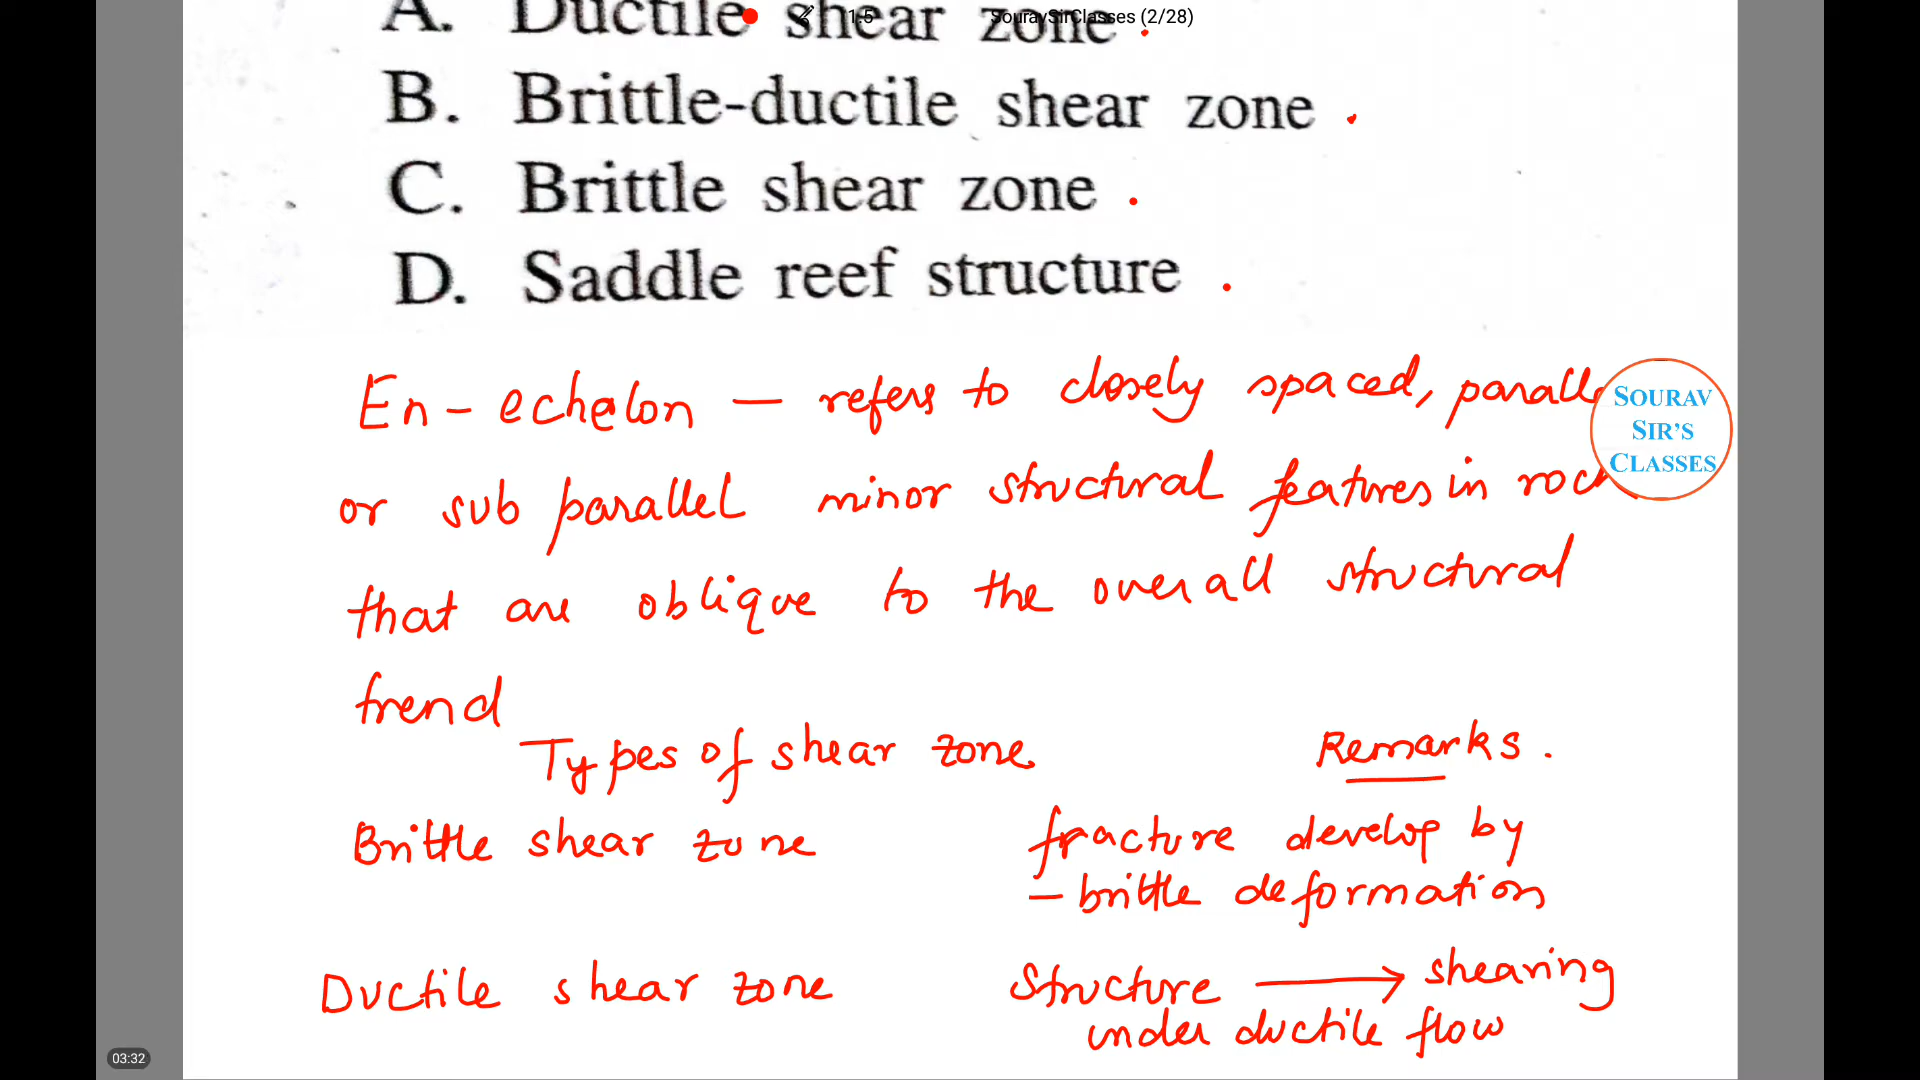 A. Ductile shear zone.
1.5
SouravSirClasses (2/28)
B. Brittle-ductile shear zone.
C. Brittle shear zone.
D. Saddle reef structure.
En-echelon — refers to closely spaced,
SOURAV
SIR'S
CLASSES
or sub parallel minor structural features in
that are oblique to the overall structural
trend
Types of shear zone
Remarks.
Brittle shear zone
fracture develop by
- brittle deformation
Ductile shear zone
Structure → shearing
under ductile flow
03:32